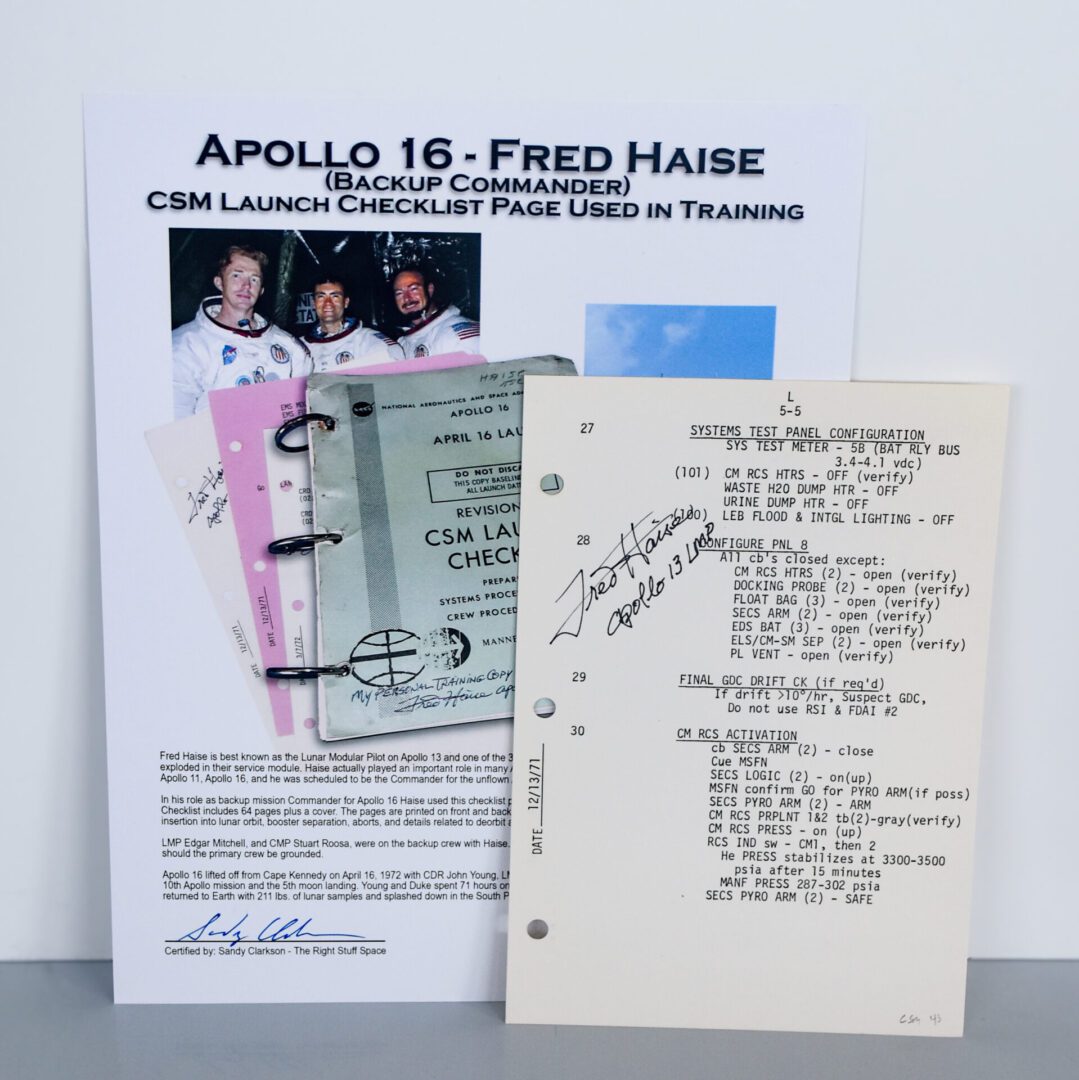 APOLLO 16 - FRED HAISE
(BACKUP COMMANDER)
CSM LAUNCH CHECKLIST PAGE USED IN TRAINING
HAISE
NATIONAL AERONAUTICS AND SPACE
APOLLO 16
APRIL 16
DO NOT
THIS COPY
ALL LAUNCH
REVISION
CSM
PREPAR
SYSTEMS
CREW
MANNE
MY PERSONAL TRAINING COPY
Fred Haise
Fred
DATE 12/13/71
DATE 12/13/71
3/7/72
Fred Haise is best known as the Lunar Modular Pilot on Apollo 13 and one of the 3
exploded in their service module. Haise actually played an important role in many
Apollo 11, Apollo 16, and he was scheduled to be the Commander for the unflown
In his role as backup mission Commander for Apollo 16 Haise used this checklist
Checklist includes 64 pages plus a cover. The pages are printed on front and back
insertion into lunar orbit, booster separation, aborts, and details related to deorbit
LMP Edgar Mitchell, and CMP Stuart Roosa, were on the backup crew with Haise.
should the primary crew be grounded.
Apollo 16 lifted off from Cape Kennedy on April 16, 1972 with CDR John Young,
10th Apollo mission and the 5th moon landing. Young and Duke spent 71 hours on
returned to Earth with 211 lbs. of lunar samples and splashed down in the South
Certified by: Sandy Clarkson - The Right Stuff Space
L
5-5
27 SYSTEMS TEST PANEL CONFIGURATION
SYS TEST METER - 5B (BAT RLY BUS
3.4-4.1 vdc)
(101) CM RCS HTRS - OFF (verify)
WASTE H2O DUMP HTR - OFF
URINE DUMP HTR - OFF
LEB FLOOD & INTGL LIGHTING - OFF
28 CONFIGURE PNL 8
All cb's closed except:
CM RCS HTRS (2) - open (verify)
DOCKING PROBE (2) - open (verify)
FLOAT BAG (3) - open (verify)
SECS ARM (2) - open (verify)
EDS BAT (3) - open (verify)
ELS/CM-SM SEP (2) - open (verify)
PL VENT - open (verify)
Fred Haise
Apollo 13 LMP
29 FINAL GDC DRIFT CK (if req'd)
If drift >10°/hr, Suspect GDC,
Do not use RSI & FDAI #2
30 CM RCS ACTIVATION
cb SECS ARM (2) - close
Cue MSFN
SECS LOGIC (2) - on(up)
MSFN confirm GO for PYRO ARM(if poss)
SECS PYRO ARM (2) - ARM
CM RCS PRPLNT 1&2 tb(2)-gray(verify)
CM RCS PRESS - on (up)
RCS IND sw - CM1, then 2
He PRESS stabilizes at 3300-3500
psia after 15 minutes
MANF PRESS 287-302 psia
SECS PYRO ARM (2) - SAFE
DATE 12/13/71